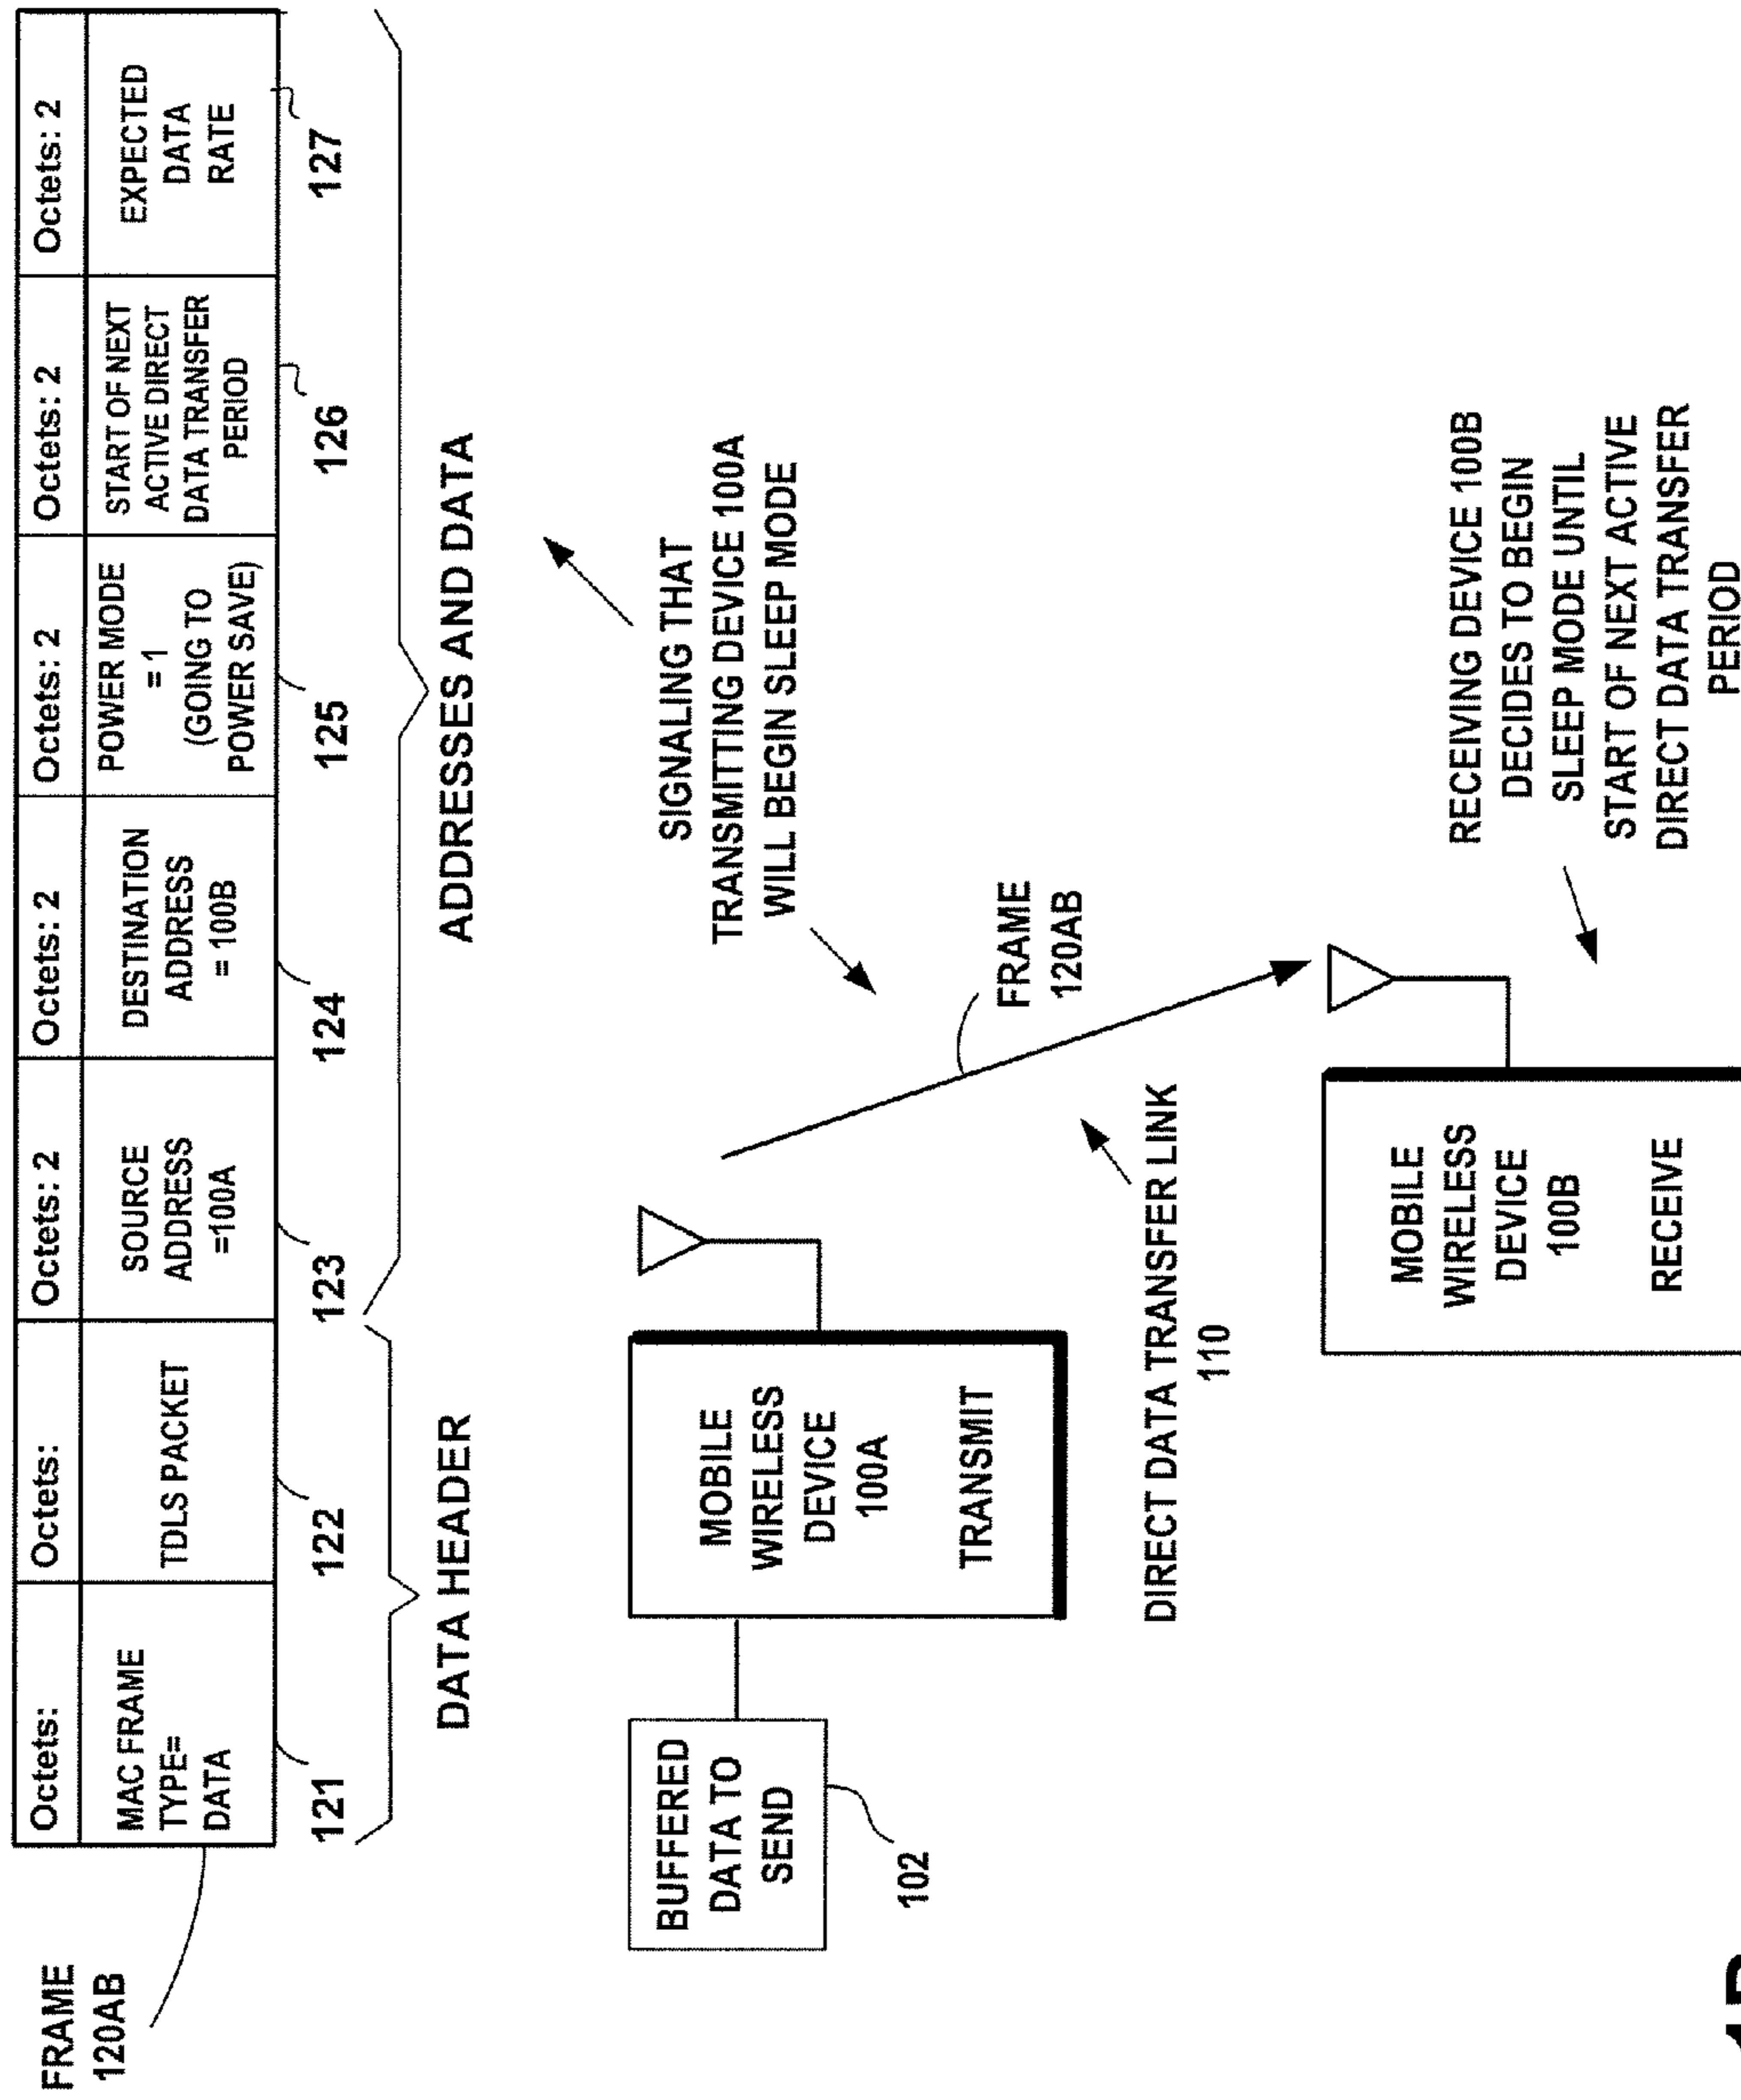 FRAME
120AB
Octets:
Octets:
Octets: 2
Octets: 2
Octets: 2
Octets: 2
Octets: 2
MAC FRAME
TYPE=
DATA
TDLS PACKET
SOURCE
ADDRESS
=100A
DESTINATION
ADDRESS
= 100B
POWER MODE
= 1
(GOING TO
POWER SAVE)
START OF NEXT
ACTIVE DIRECT
DATA TRANSFER
PERIOD
EXPECTED
DATA
RATE
121
122
123
124
125
126
127
DATA HEADER
ADDRESSES AND DATA
SIGNALING THAT
TRANSMITTING DEVICE 100A
WILL BEGIN SLEEP MODE
BUFFERED
DATA TO
SEND
102
MOBILE
WIRELESS
DEVICE
100A
TRANSMIT
FRAME
120AB
DIRECT DATA TRANSFER LINK
110
MOBILE
WIRELESS
DEVICE
100B
RECEIVE
RECEIVING DEVICE 100B
DECIDES TO BEGIN
SLEEP MODE UNTIL
START OF NEXT ACTIVE
DIRECT DATA TRANSFER
PERIOD